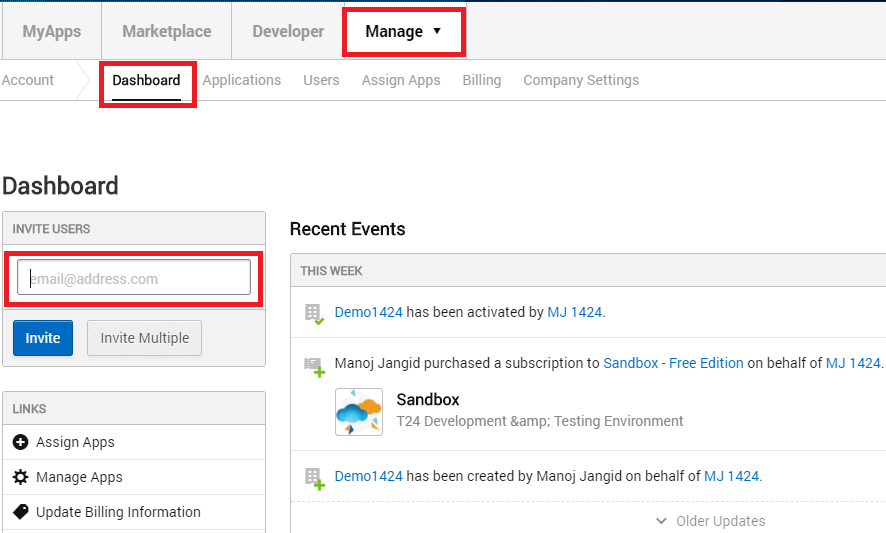 MyApps Marketplace Developer Manage
Account Dashboard Applications Users Assign Apps Billing Company Settings
Dashboard
INVITE USERS
email@address.com
Invite Invite Multiple
LINKS
Assign Apps
Manage Apps
Update Billing Information
Recent Events
THIS WEEK
Demo1424 has been activated by MJ 1424.
Manoj Jangid purchased a subscription to Sandbox - Free Edition on behalf of MJ 1424.
Sandbox
T24 Development &amp; Testing Environment
Demo1424 has been created by Manoj Jangid on behalf of MJ 1424.
Older Updates